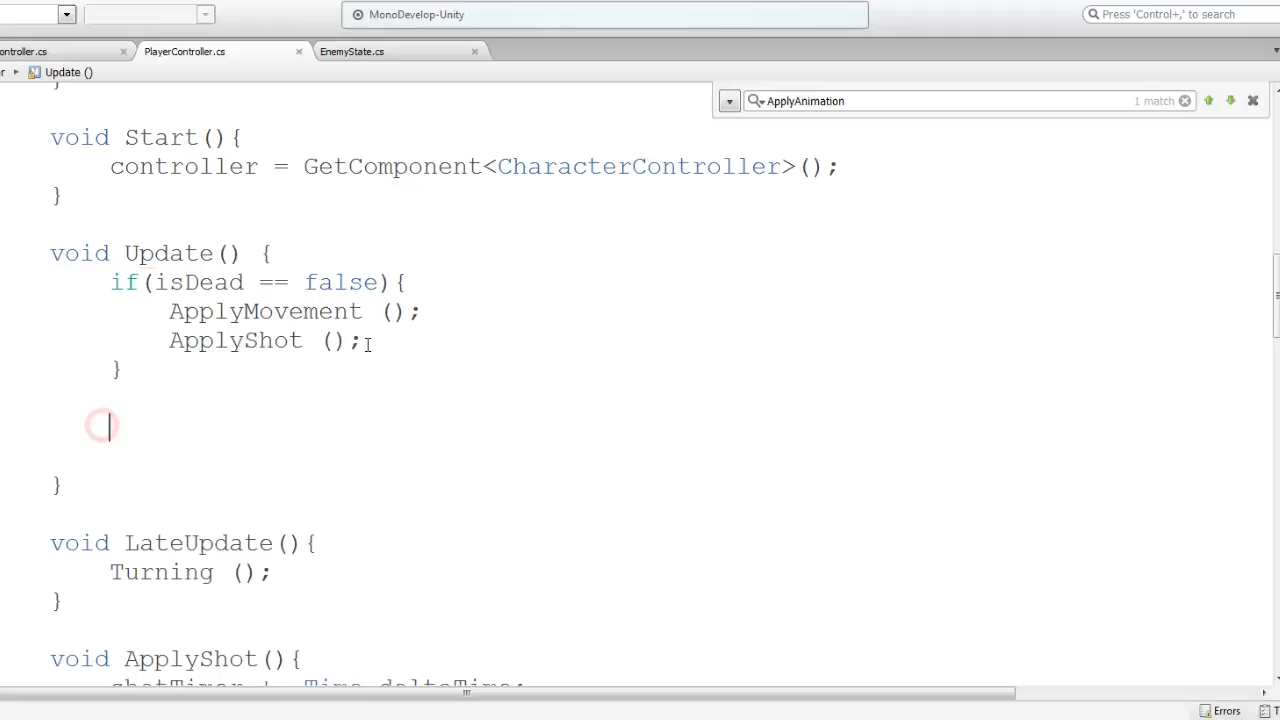 MonoDevelop-Unity
Press 'Control+,' to search
ontroller.cs
PlayerController.cs
EnemyState.cs
r
Update ()
ApplyAnimation
1 match
}
void Start(){
controller = GetComponent<CharacterController>();
}
void Update() {
if(isDead == false){
ApplyMovement ();
ApplyShot ();
}
}
void LateUpdate(){
Turning ();
}
void ApplyShot(){
Errors
T